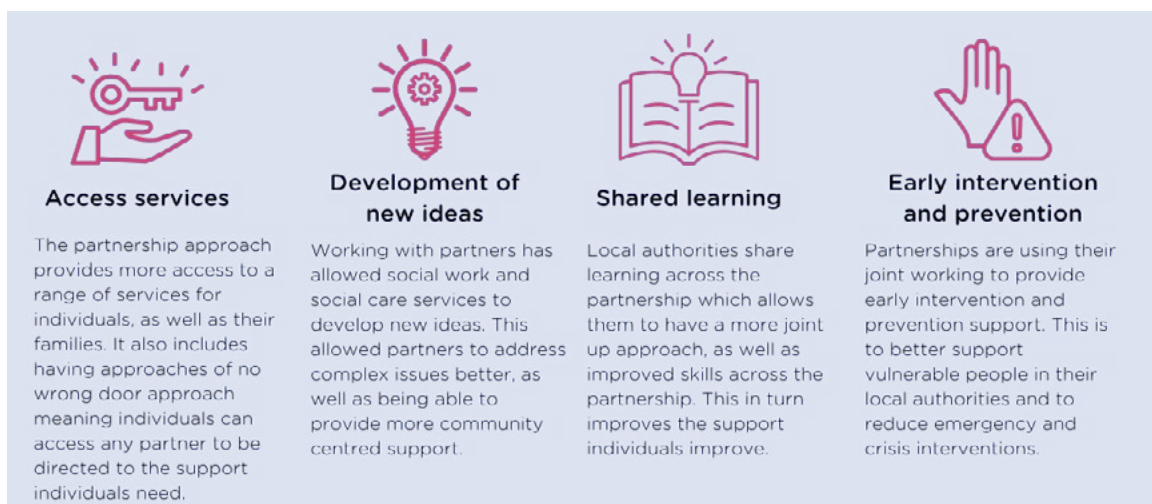 Access services
The partnership approach
provides more access to a
range of services for
individuals, as well as their
families. It also includes
having approaches of no
wrong door approach
meaning individuals can
access any partner to be
directed to the support
individuals need.
Development of
new ideas
Working with partners has
allowed social work and
social care services to
develop new ideas. This
allowed partners to address
complex issues better, as
well as being able to
provide more community
centred support.
Shared learning
Local authorities share
learning across the
partnership which allows
them to have a more joint
up approach, as well as
improved skills across the
partnership. This in turn
improves the support
individuals improve.
Early intervention
and prevention
Partnerships are using their
joint working to provide
early intervention and
prevention support. This is
to better support
vulnerable people in their
local authorities and to
reduce emergency and
crisis interventions.